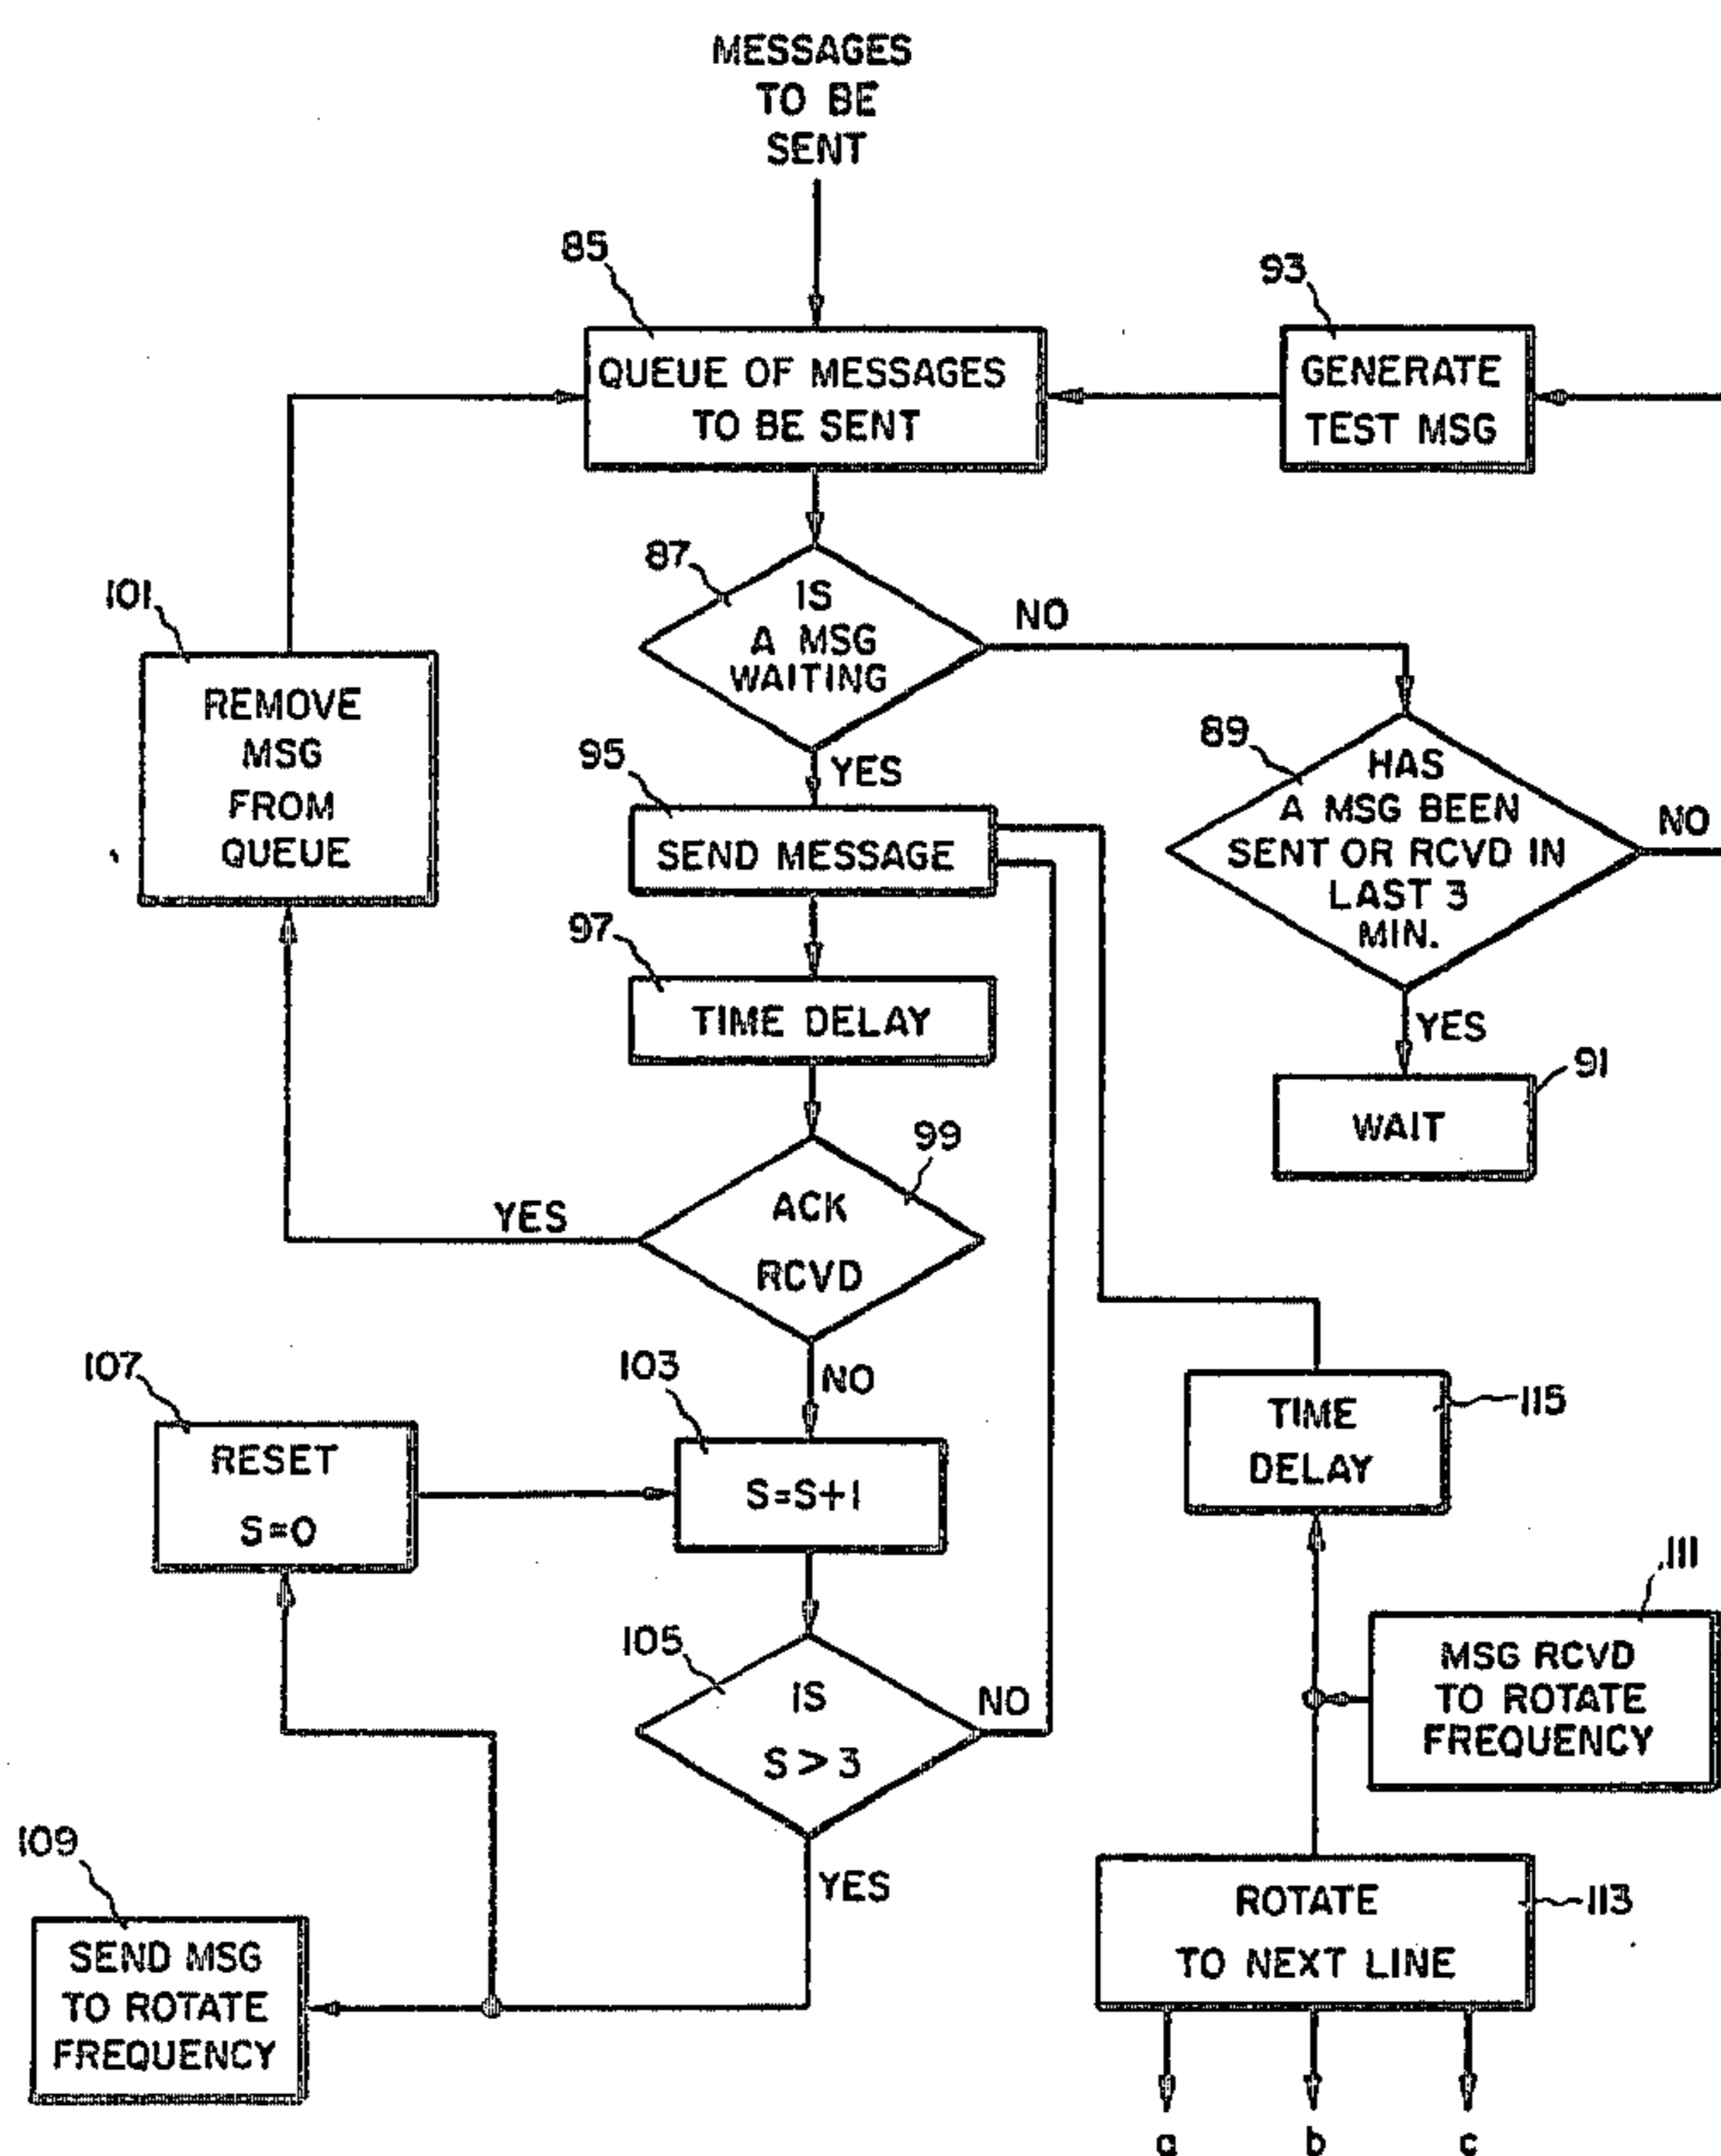 MESSAGES
TO BE
SENT
85
QUEUE OF MESSAGES
TO BE SENT
93
GENERATE
TEST MSG
87
IS
A MSG
WAITING
NO
YES
101
REMOVE
MSG
FROM
QUEUE
89
HAS
A MSG BEEN
SENT OR RCVD IN
LAST 3
MIN.
NO
YES
95
SEND MESSAGE
97
TIME DELAY
91
WAIT
99
ACK
RCVD
YES
NO
107
RESET
S=0
103
S=S+1
115
TIME
DELAY
105
IS
S>3
NO
YES
111
MSG RCVD
TO ROTATE
FREQUENCY
109
SEND MSG
TO ROTATE
FREQUENCY
113
ROTATE
TO NEXT LINE
a b c